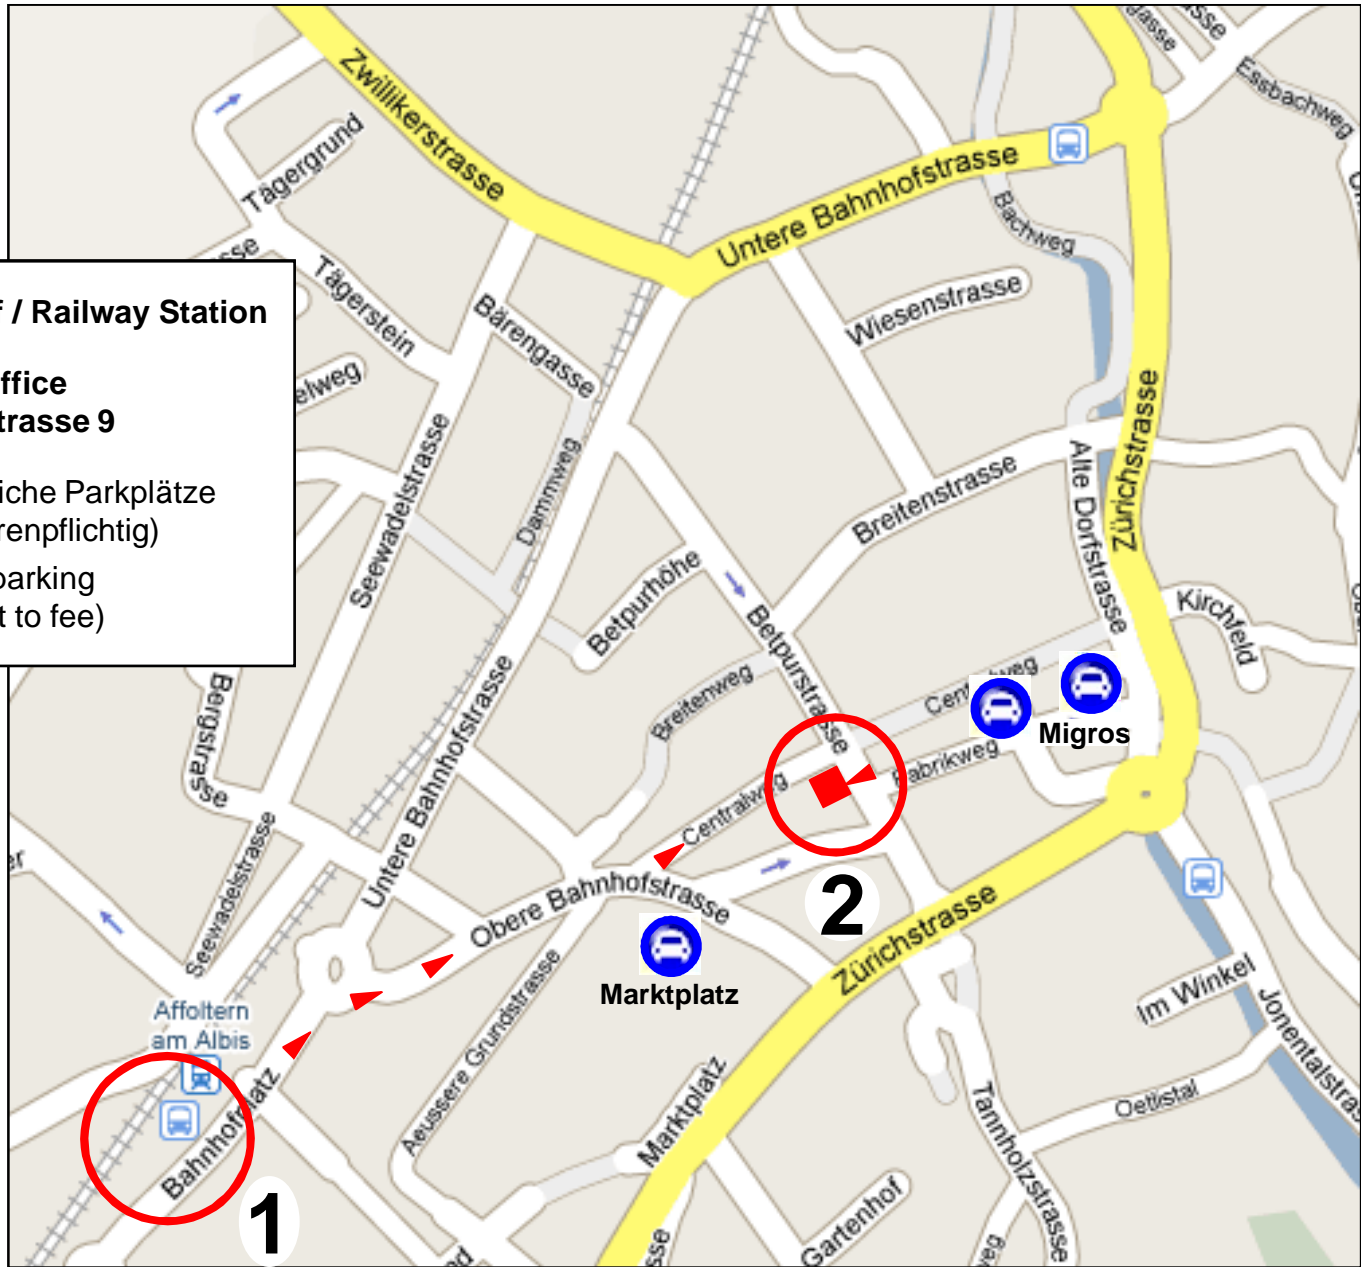 Zwillikerstrasse
Essbachweg
Tägergrund
Untere Bahnhofstrasse
Bachweg
Tägerstein
f / Railway Station
ffice
trasse 9
iche Parkplätze
renpflichtig)
parking
t to fee)
elweg
Bärengasse
Wiesenstrasse
Zürichstrasse
Seewadelstrasse
Dammweg
Breitenstrasse
Alte Dorfstrasse
Betpurhöhe
Betpurstrasse
Kirchfeld
Bergstrasse
Untere Bahnhofstrasse
Breitenweg
Migros
Centralweg
Fabrikweg
Seewadelstrasse
Obere Bahnhofstrasse
2
Zürichstrasse
Marktplatz
Affoltern
am Albis
Aeussere Grundstrasse
Im Winkel
Jonentalstras
Bahnhofplatz
Marktplatz
Tannholzstrasse
Oetlistal
1
Gartenhof